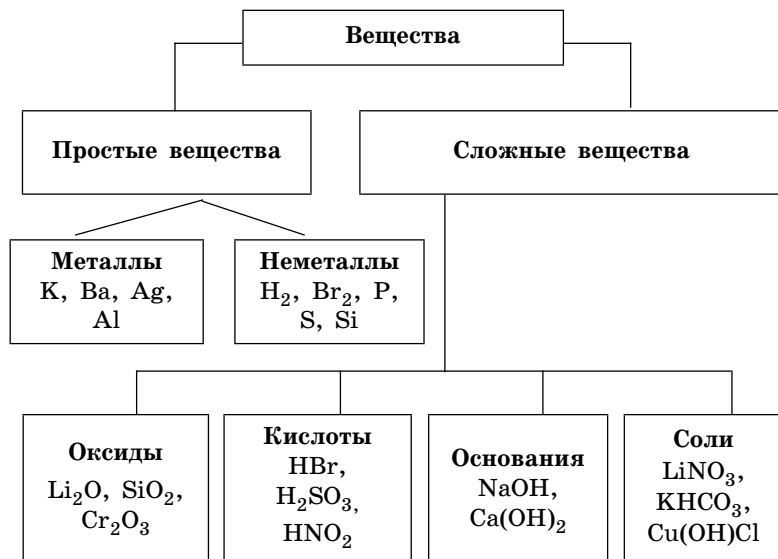 Вещества
Простые вещества
Сложные вещества
Металлы
K, Ba, Ag,
Al
Неметаллы
H₂, Br₂, P,
S, Si
Оксиды
Li₂O, SiO₂,
Cr₂O₃
Кислоты
HBr,
H₂SO₃,
HNO₂
Основания
NaOH,
Ca(OH)₂
Соли
LiNO₃,
KHCO₃,
Cu(OH)Cl